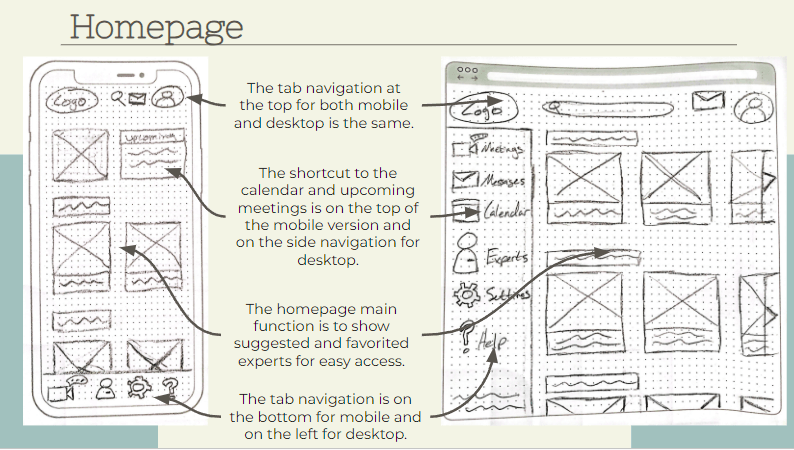 Homepage
Logo
Upcoming
The tab navigation at
the top for both mobile
and desktop is the same.
The shortcut to the
calendar and upcoming
meetings is on the top of
the mobile version and
on the side navigation for
desktop.
The homepage main
function is to show
suggested and favorited
experts for easy access.
The tab navigation is on
the bottom for mobile and
on the left for desktop.
Logo
Meetings
Messages
Calendar
Experts
Settings
Help